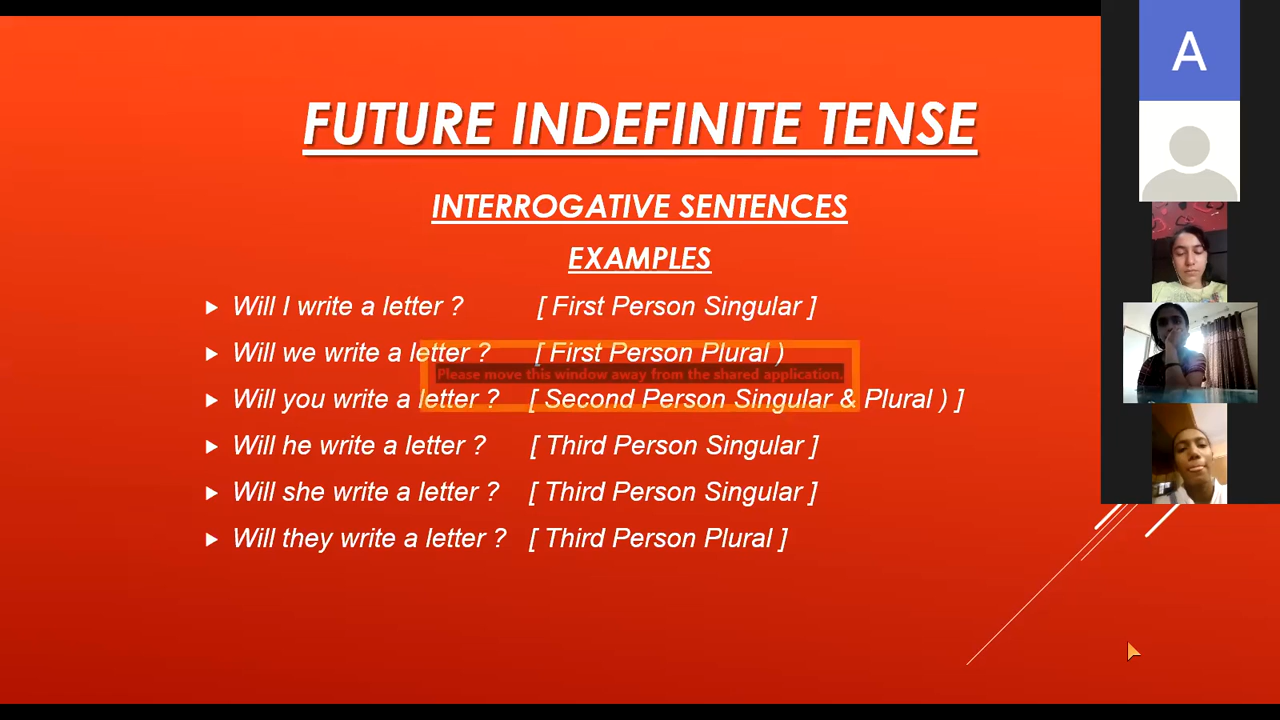 FUTURE INDEFINITE TENSE
INTERROGATIVE SENTENCES
EXAMPLES
Will I write a letter ? [ First Person Singular ]
Will we write a letter ? [ First Person Plural )
Please move this window away from the shared application.
Will you write a letter ? [ Second Person Singular & Plural ) ]
Will he write a letter ? [ Third Person Singular ]
Will she write a letter ? [ Third Person Singular ]
Will they write a letter ? [ Third Person Plural ]
A